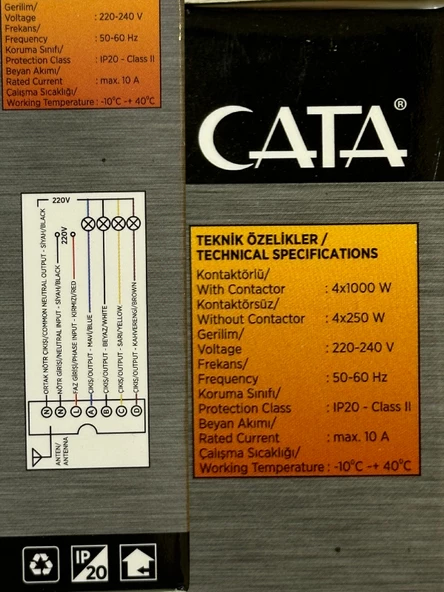 Gerilim/
Voltage : 220-240 V
Frekans/
Frequency : 50-60 Hz
Koruma Sınıfı/
Protection Class : IP20 - Class II
Beyan Akımı/
Rated Current : max. 10 A
Çalışma Sıcaklığı/
Working Temperature : -10°C -+ 40°C
CATA®
TEKNİK ÖZELİKLER /
TECHNICAL SPECIFICATIONS
Kontaktörlü/
With Contactor : 4x1000 W
Kontaktörsüz/
Without Contactor : 4x250 W
Gerilim/
Voltage : 220-240 V
Frekans/
Frequency : 50-60 Hz
Koruma Sınıfı/
Protection Class : IP20 - Class II
Beyan Akımı/
Rated Current : max. 10 A
Çalışma Sıcaklığı/
Working Temperature : -10°C -+ 40°C
220V
220V
N ORTAK NÖTR ÇIKIŞ/COMMON NEUTRAL OUTPUT - SİYAH/BLACK
N NÖTR GİRİŞ/NEUTRAL INPUT - SİYAH/BLACK
L FAZ GİRİŞ/PHASE INPUT - KIRMIZI/RED
A ÇIKIŞ/OUTPUT - MAVİ/BLUE
B ÇIKIŞ/OUTPUT - BEYAZ/WHITE
C ÇIKIŞ/OUTPUT - SARI/YELLOW
D ÇIKIŞ/OUTPUT - KAHVERENGİ/BROWN
ANTEN/
ANTENNA
IP
20